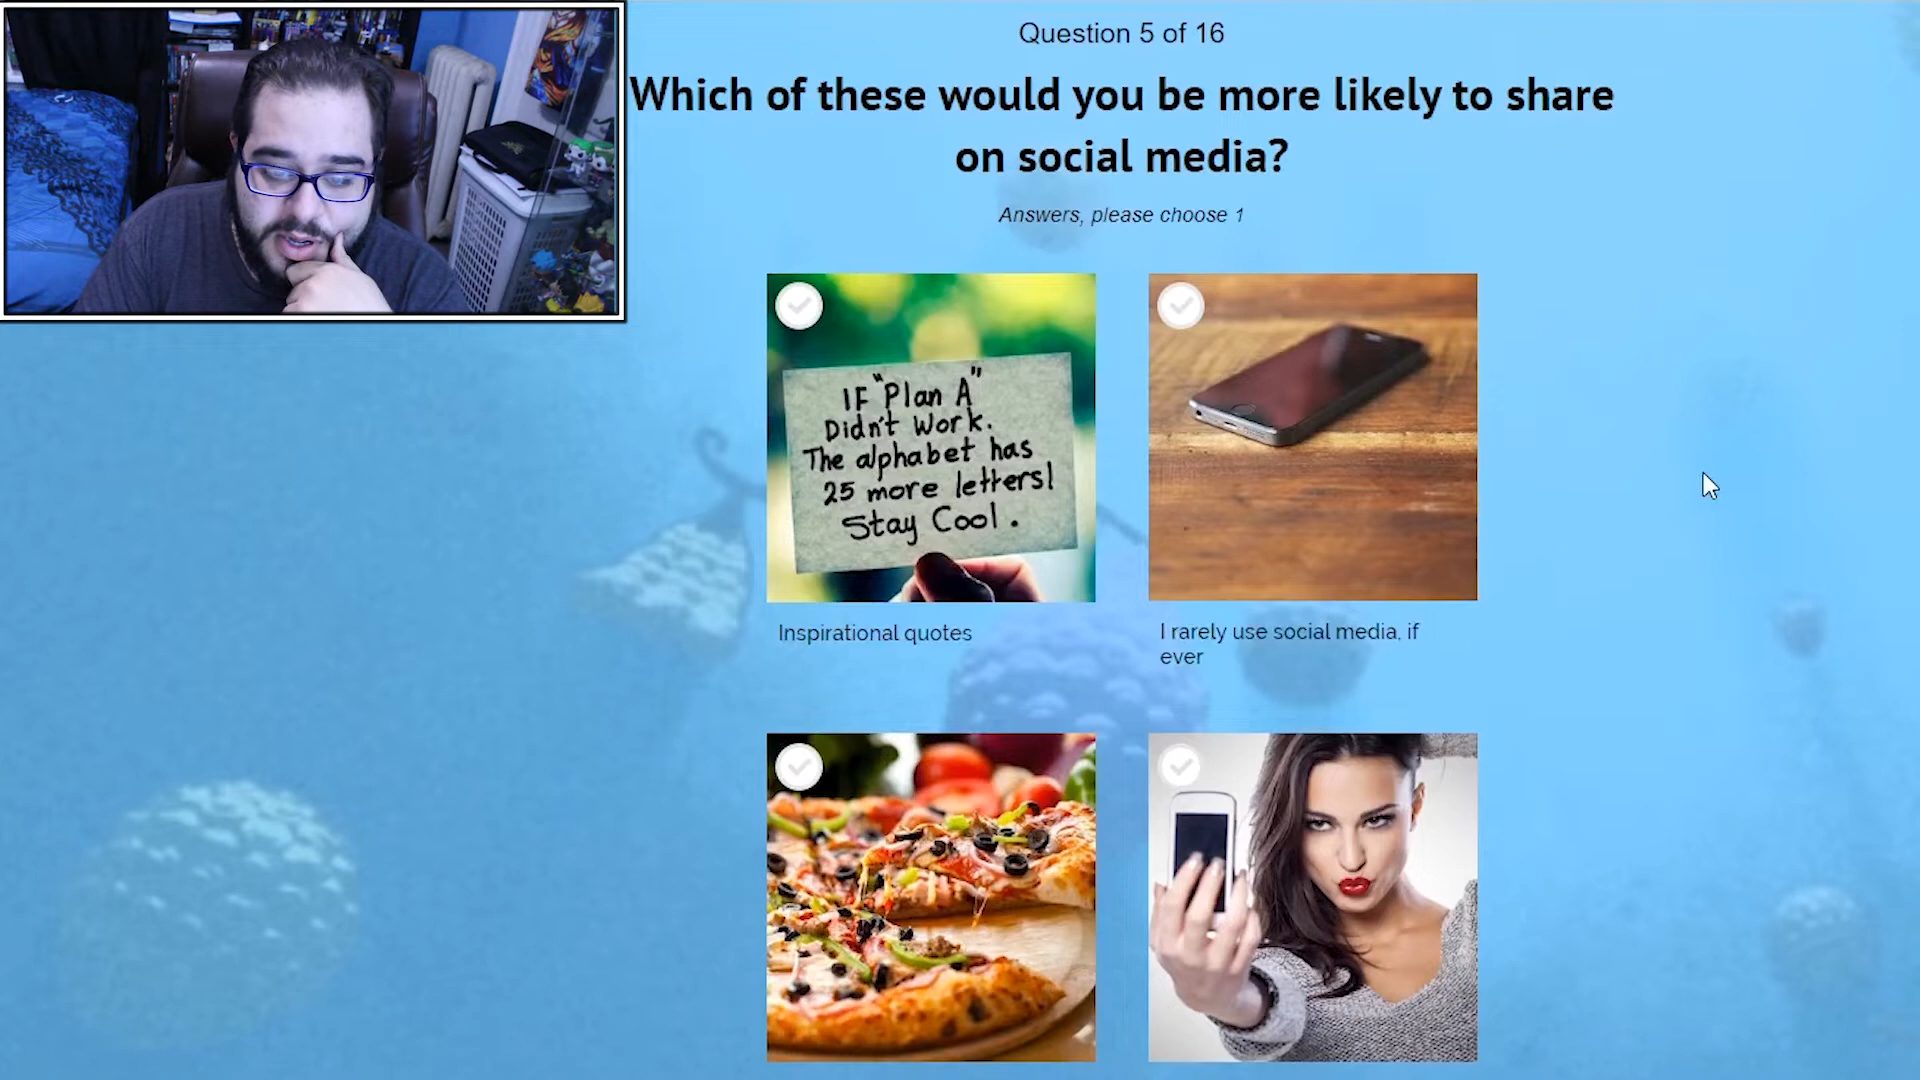 Question 5 of 16
Which of these would you be more likely to share
on social media?
Answers, please choose 1
IF "Plan A"
Didn't Work.
The alphabet has
25 more letters!
Stay Cool.
Inspirational quotes
I rarely use social media, if
ever